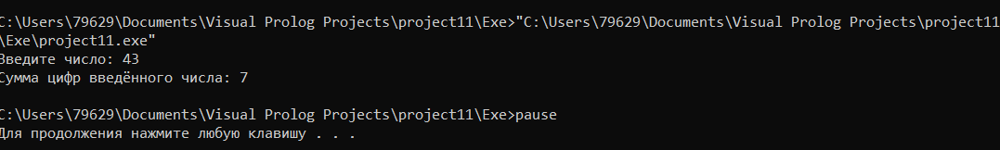 C:\Users\79629\Documents\Visual Prolog Projects\project11\Exe>"C:\Users\79629\Documents\Visual Prolog Projects\project11
\Exe\project11.exe"
Введите число: 43
Сумма цифр введённого числа: 7
C:\Users\79629\Documents\Visual Prolog Projects\project11\Exe>pause
Для продолжения нажмите любую клавишу . . .